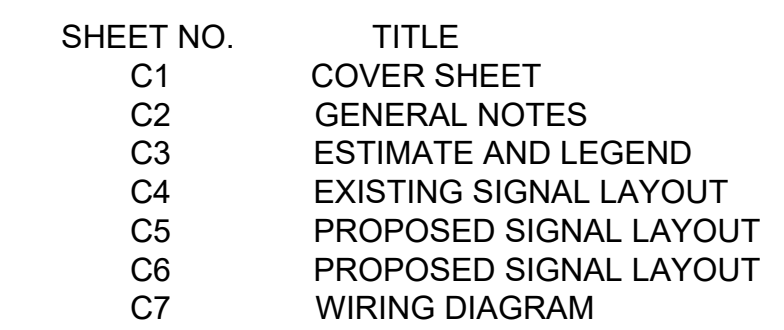 SHEET NO. TITLE
C1 COVER SHEET
C2 GENERAL NOTES
C3 ESTIMATE AND LEGEND
C4 EXISTING SIGNAL LAYOUT
C5 PROPOSED SIGNAL LAYOUT
C6 PROPOSED SIGNAL LAYOUT
C7 WIRING DIAGRAM